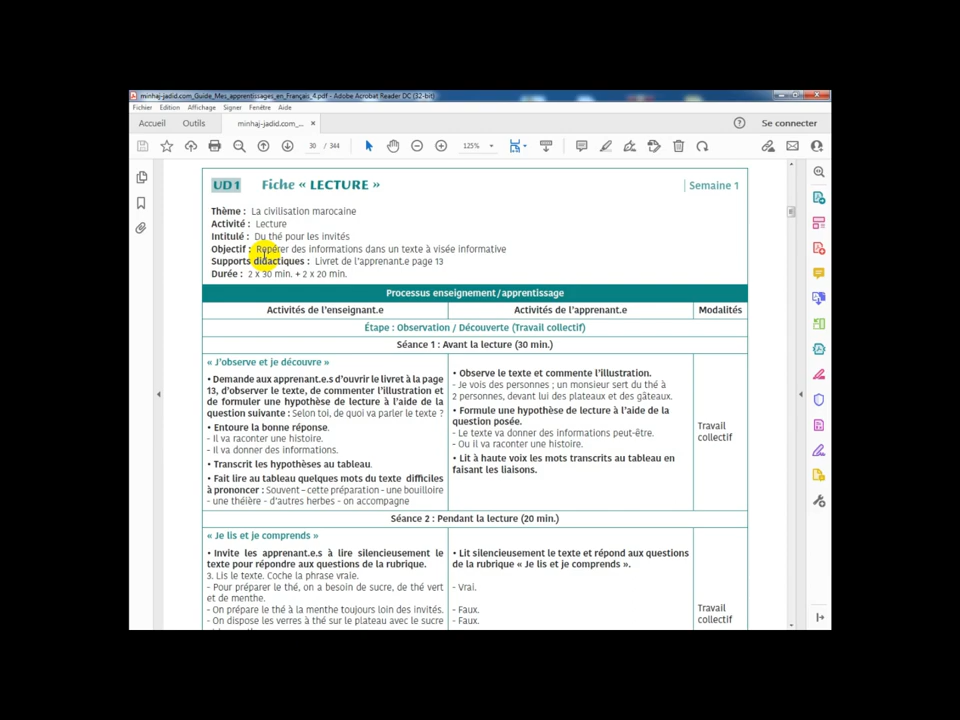 minhaj-jadid.com_Guide_Mes_apprentissages_en_Français_4.pdf - Adobe Acrobat Reader DC (32-bit)
Fichier Edition Affichage Signer Fenêtre Aide
Accueil Outils minhaj-jadid.com_... × Se connecter
30 / 344 125%
UD1 Fiche « LECTURE » Semaine 1
Thème : La civilisation marocaine
Activité : Lecture
Intitulé : Du thé pour les invités
Objectif : Repérer des informations dans un texte à visée informative
Supports didactiques : Livret de l'apprenant.e page 13
Durée : 2 x 30 min. + 2 x 20 min.
Processus enseignement/apprentissage
Activités de l'enseignant.e Activités de l'apprenant.e Modalités
Étape : Observation / Découverte (Travail collectif)
Séance 1 : Avant la lecture (30 min.)
« J'observe et je découvre »
• Demande aux apprenant.e.s d'ouvrir le livret à la page
13, d'observer le texte, de commenter l'illustration et
de formuler une hypothèse de lecture à l'aide de la
question suivante : Selon toi, de quoi va parler le texte ?
• Entoure la bonne réponse.
- Il va raconter une histoire.
- Il va donner des informations.
• Transcrit les hypothèses au tableau.
• Fait lire au tableau quelques mots du texte difficiles
à prononcer : Souvent – cette préparation – une bouilloire
- une théière - d'autres herbes - on accompagne
• Observe le texte et commente l'illustration.
- Je vois des personnes ; un monsieur sert du thé à
2 personnes, devant lui des plateaux et des gâteaux.
• Formule une hypothèse de lecture à l'aide de la
question posée.
- Le texte va donner des informations peut-être.
- Ou il va raconter une histoire.
• Lit à haute voix les mots transcrits au tableau en
faisant les liaisons.
Travail
collectif
Séance 2 : Pendant la lecture (20 min.)
« Je lis et je comprends »
• Invite les apprenant.e.s à lire silencieusement le
texte pour répondre aux questions de la rubrique.
3. Lis le texte. Coche la phrase vraie.
- Pour préparer le thé, on a besoin de sucre, de thé vert
et de menthe.
- On prépare le thé à la menthe toujours loin des invités.
- On dispose les verres à thé sur le plateau avec le sucre
• Lit silencieusement le texte et répond aux questions
de la rubrique « Je lis et je comprends ».
- Vrai.
- Faux.
- Faux.
Travail
collectif